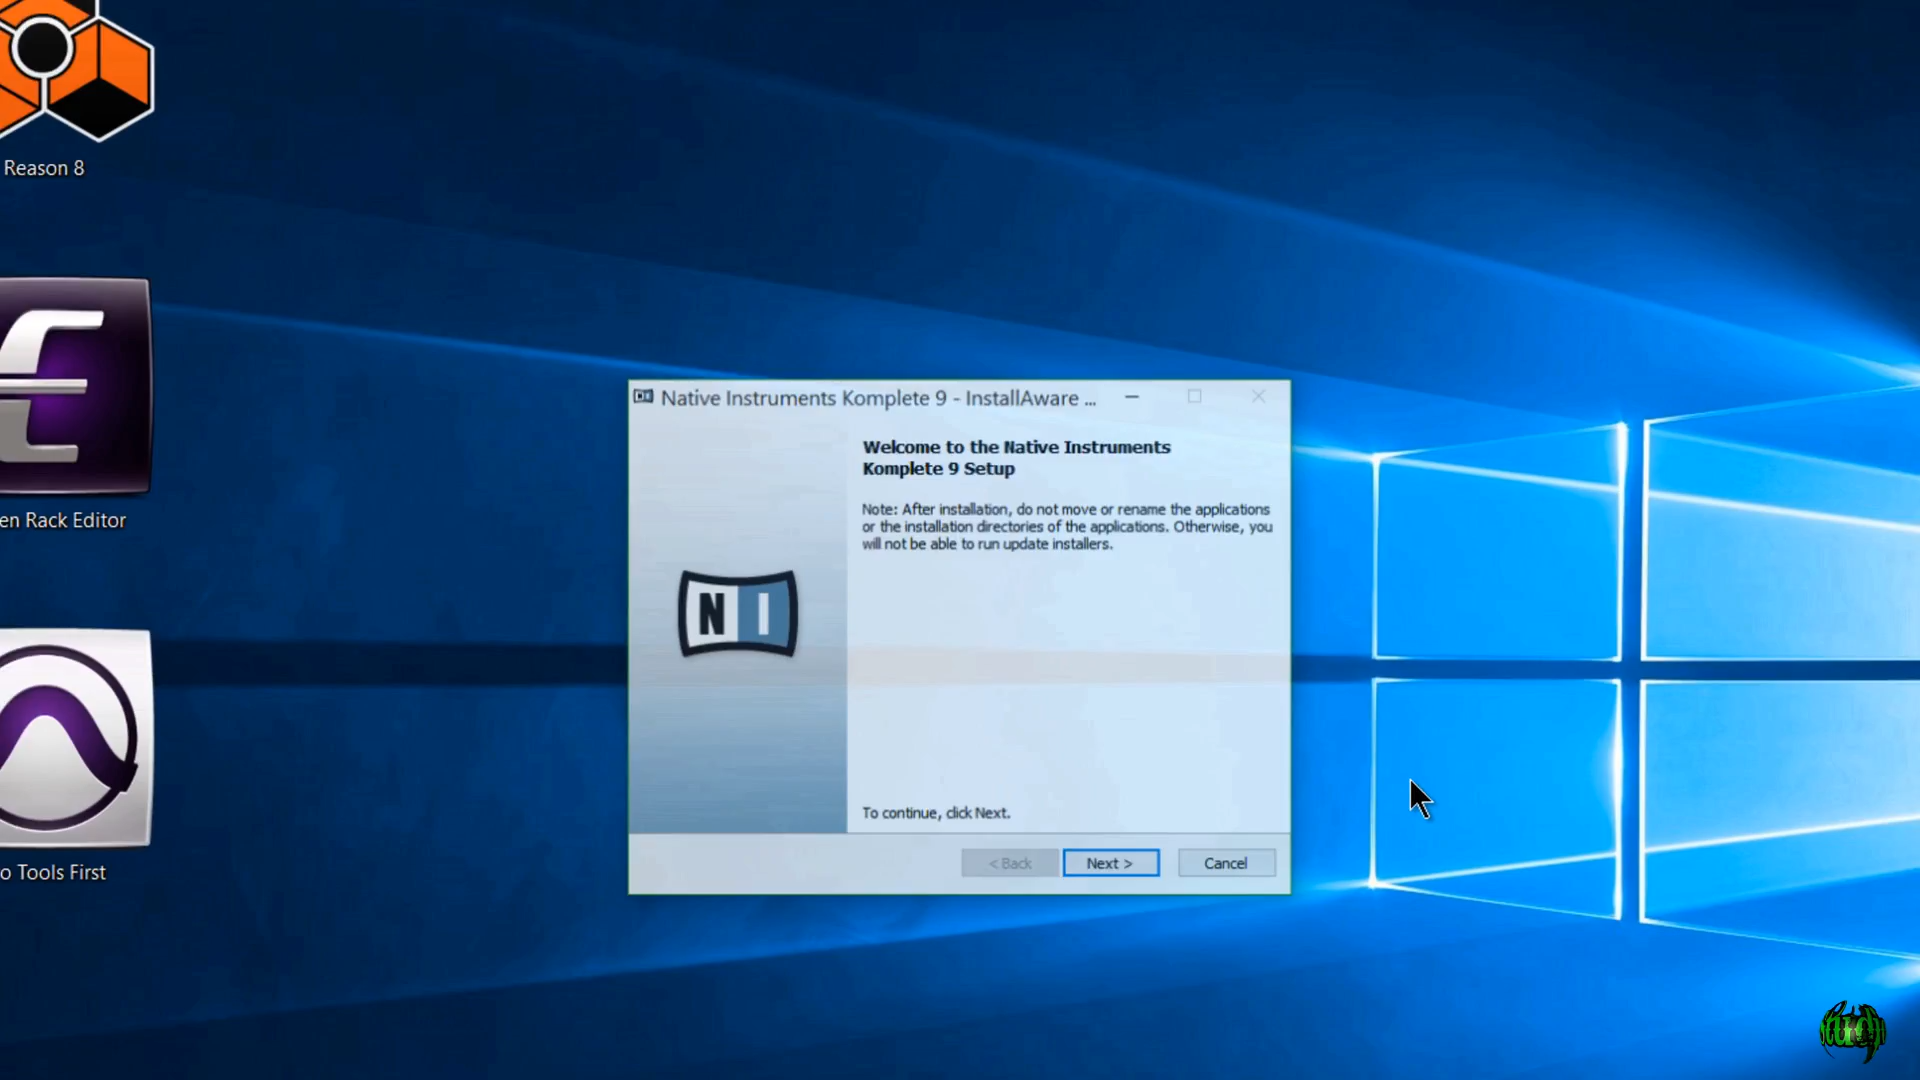 Reason 8
en Rack Editor
o Tools First
Native Instruments Komplete 9 - InstallAware ...
Welcome to the Native Instruments
Komplete 9 Setup
Note: After installation, do not move or rename the applications
or the installation directories of the applications. Otherwise, you
will not be able to run update installers.
N I
To continue, click Next.
< Back
Next >
Cancel